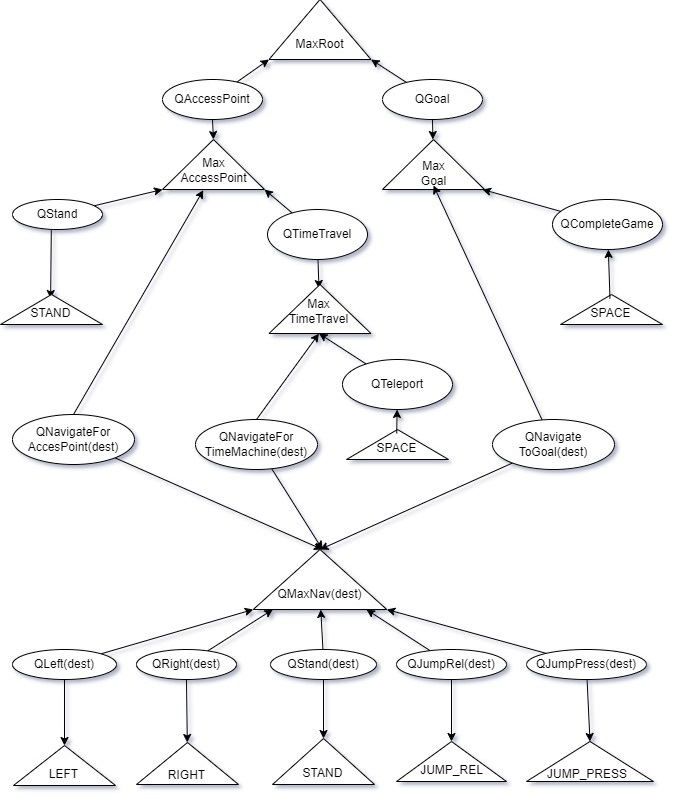 MaxRoot
QAccessPoint
QGoal
Max
AccessPoint
Max
Goal
QStand
QTimeTravel
QCompleteGame
STAND
Max
TimeTravel
SPACE
QTeleport
QNavigateFor
AccesPoint(dest)
QNavigateFor
TimeMachine(dest)
SPACE
QNavigate
ToGoal(dest)
QMaxNav(dest)
QLeft(dest)
QRight(dest)
QStand(dest)
QJumpRel(dest)
QJumpPress(dest)
LEFT
RIGHT
STAND
JUMP_REL
JUMP_PRESS